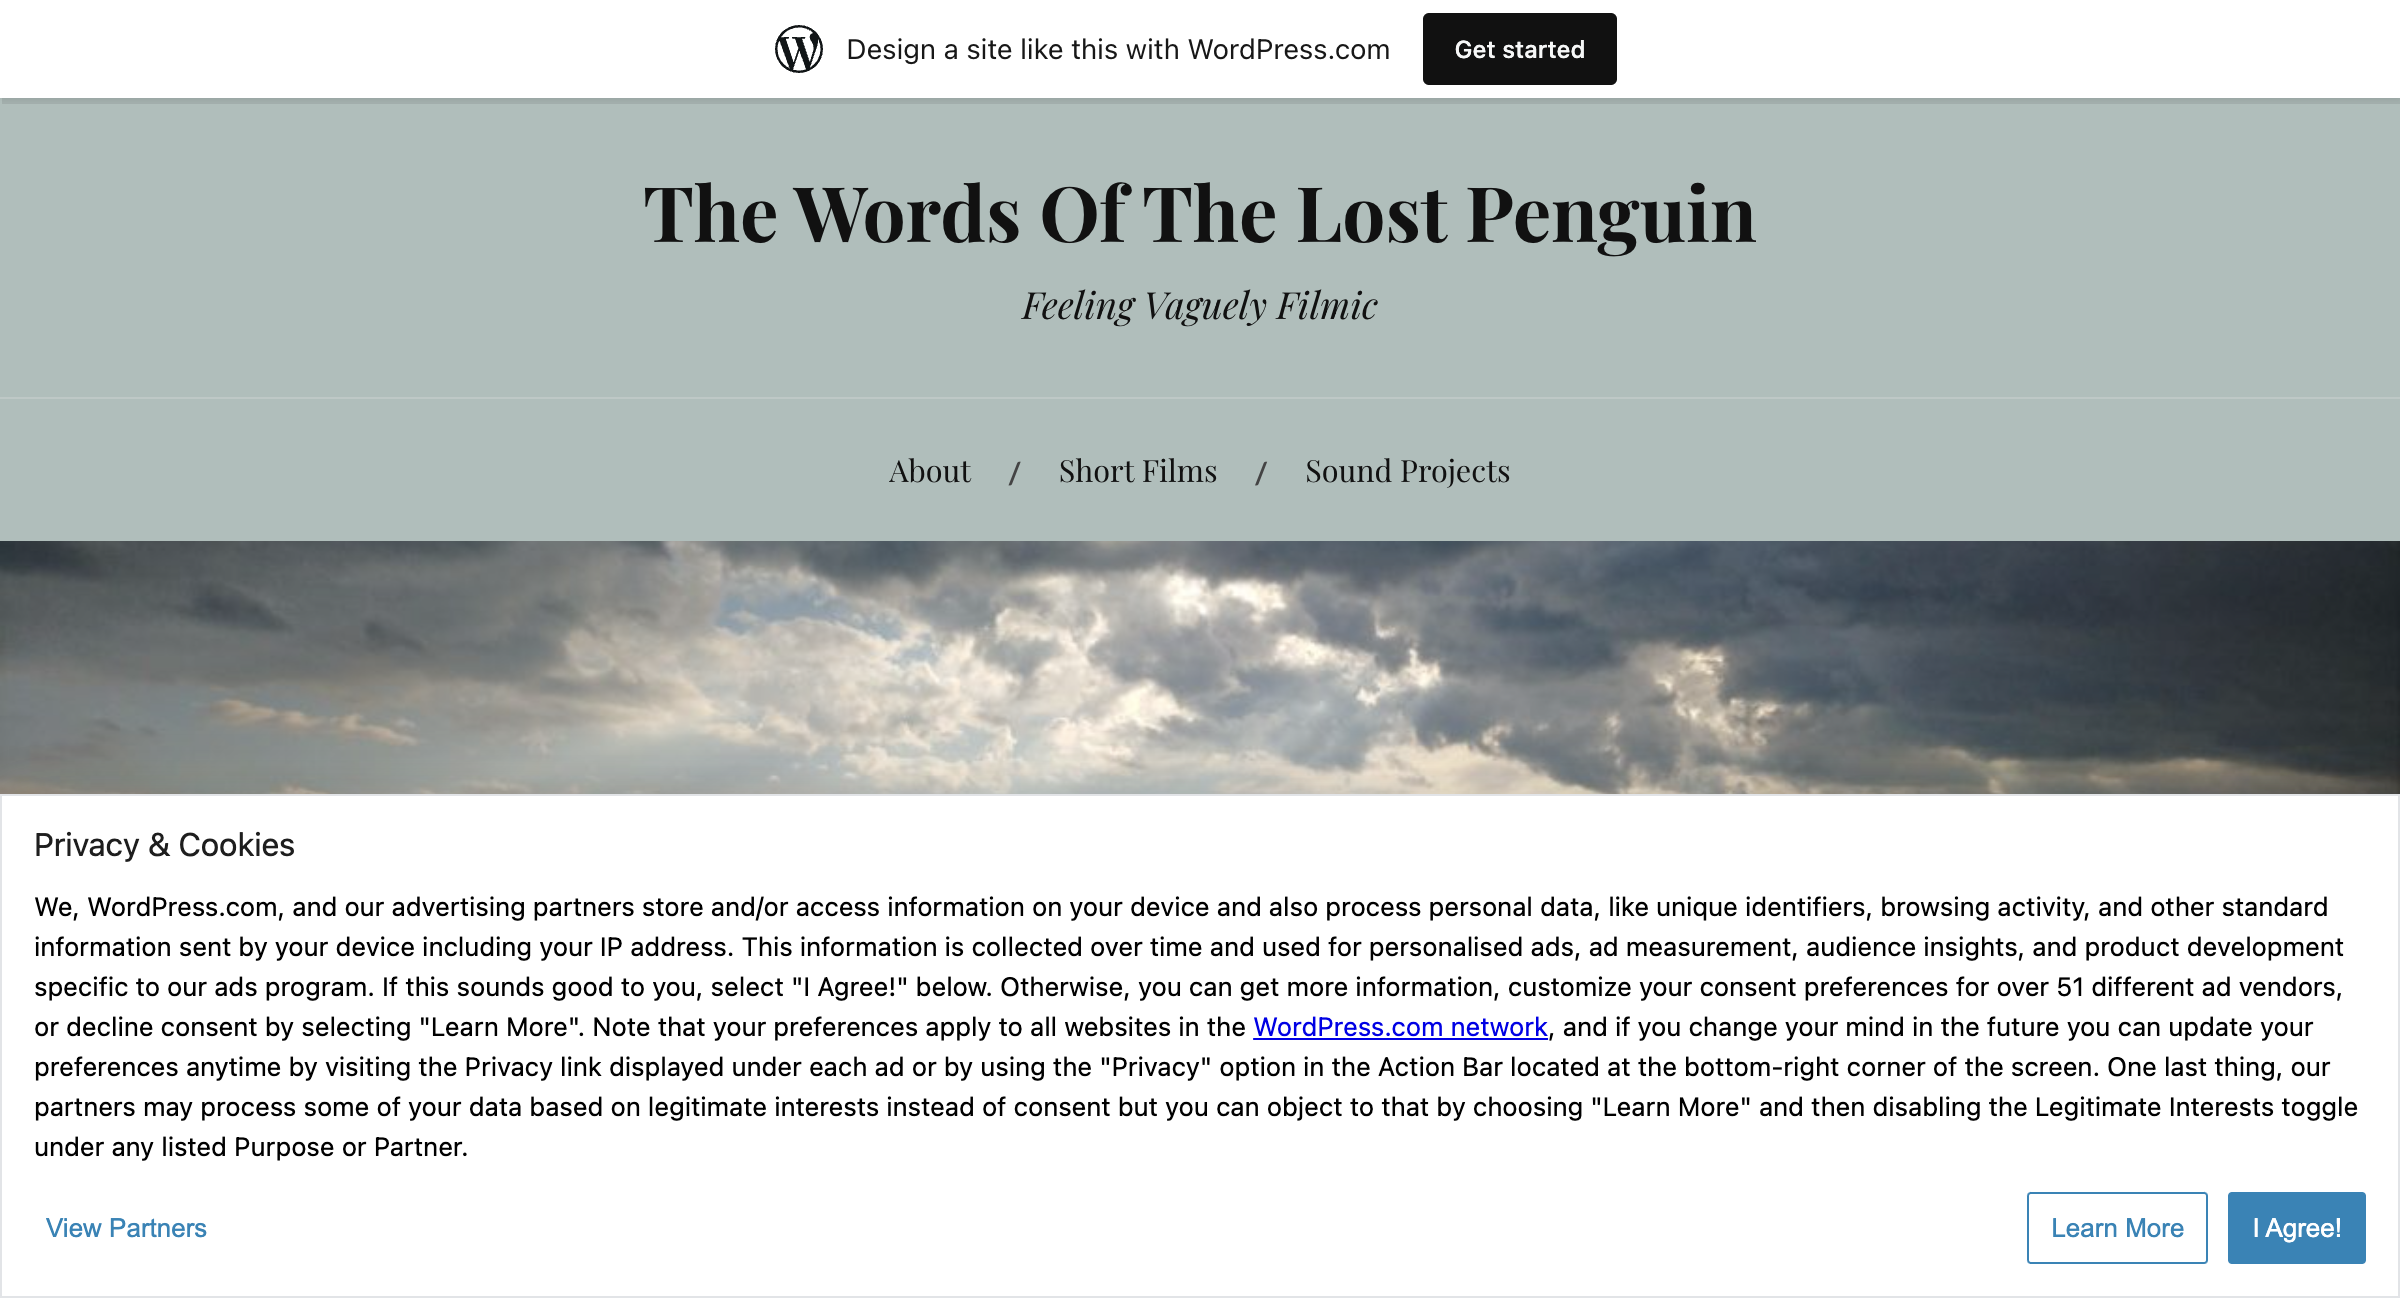 Design a site like this with WordPress.com
Get started
The Words Of The Lost Penguin
Feeling Vaguely Filmic
About / Short Films / Sound Projects
Privacy & Cookies
We, WordPress.com, and our advertising partners store and/or access information on your device and also process personal data, like unique identifiers, browsing activity, and other standard
information sent by your device including your IP address. This information is collected over time and used for personalised ads, ad measurement, audience insights, and product development
specific to our ads program. If this sounds good to you, select "I Agree!" below. Otherwise, you can get more information, customize your consent preferences for over 51 different ad vendors,
or decline consent by selecting "Learn More". Note that your preferences apply to all websites in the WordPress.com network, and if you change your mind in the future you can update your
preferences anytime by visiting the Privacy link displayed under each ad or by using the "Privacy" option in the Action Bar located at the bottom-right corner of the screen. One last thing, our
partners may process some of your data based on legitimate interests instead of consent but you can object to that by choosing "Learn More" and then disabling the Legitimate Interests toggle
under any listed Purpose or Partner.
View Partners
Learn More
I Agree!